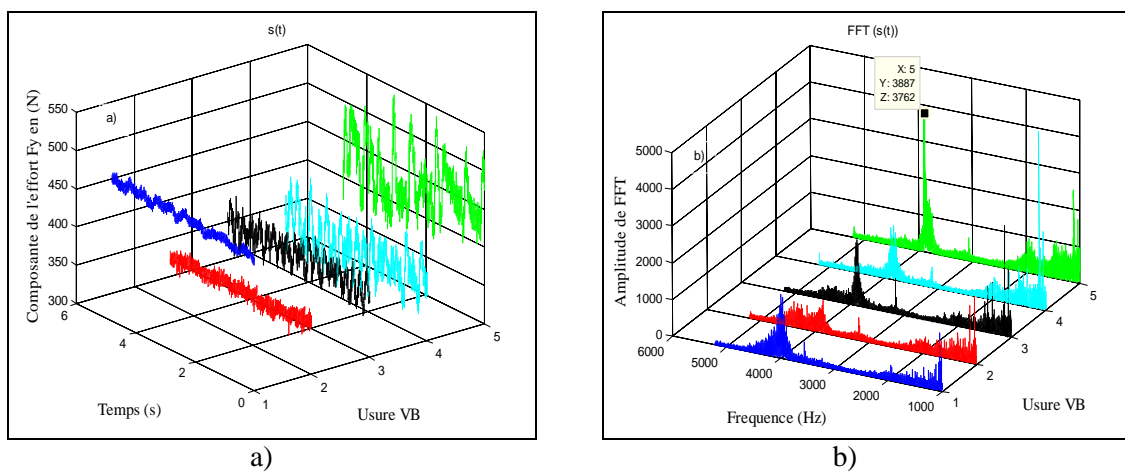 s(t)
550
500
450
400
350
300
a)
Composante de l'effort Fy en (N)
6
4
2
0
Temps (s)
1
2
3
4
5
Usure VB
a)
FFT (s(t))
X: 5
Y: 3887
Z: 3762
b)
5000
4000
3000
2000
1000
0
Amplitude de FFT
6000
5000
4000
3000
2000
1000
Frequence (Hz)
1
2
3
4
5
Usure VB
b)